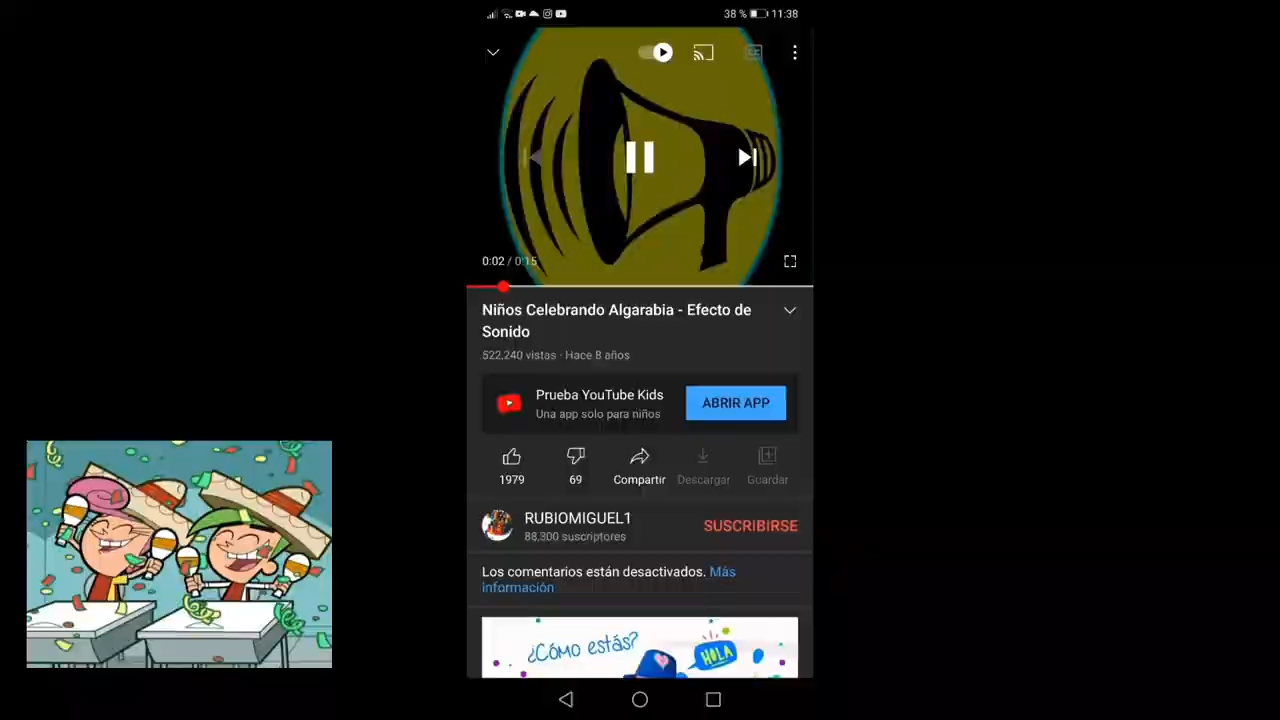 38 % 11:38
0:02 / 0:15
Niños Celebrando Algarabia - Efecto de
Sonido
522,240 vistas · Hace 8 años
Prueba YouTube Kids
Una app solo para niños
ABRIR APP
1979
69
Compartir
Descargar
Guardar
RUBIOMIGUEL1
88,300 suscriptores
SUSCRIBIRSE
Los comentarios están desactivados. Más
información
¿Cómo estás?
HOLA